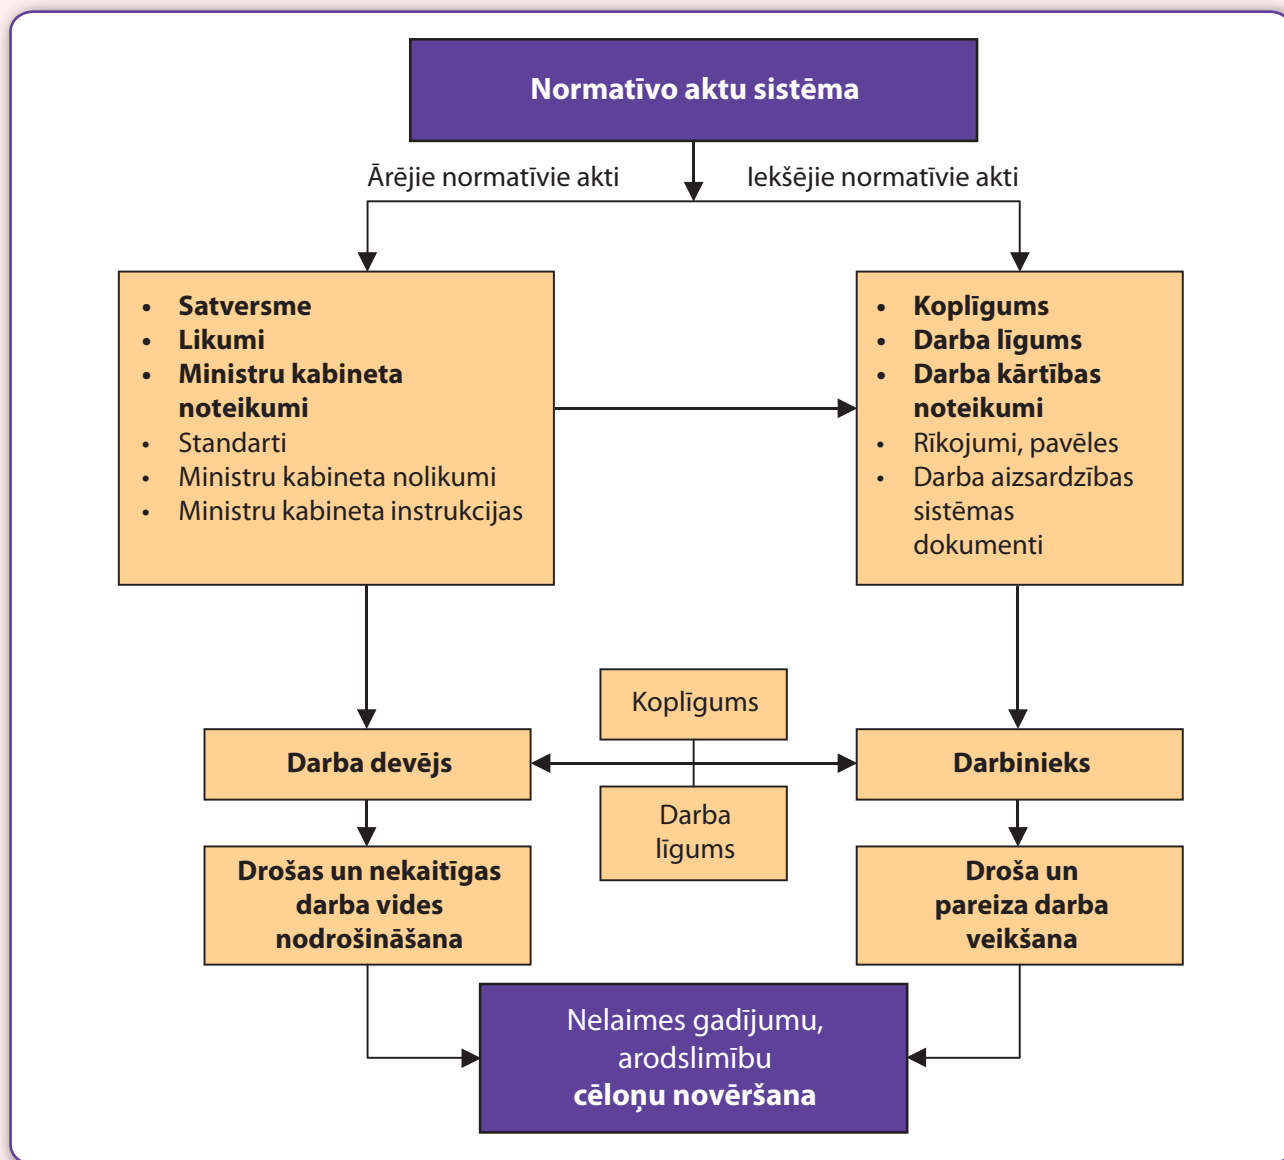 Normatīvo aktu sistēma
Ārējie normatīvie akti
Iekšējie normatīvie akti
• Satversme
• Likumi
• Ministru kabineta
noteikumi
• Standarti
• Ministru kabineta nolikumi
• Ministru kabineta instrukcijas
• Koplīgums
• Darba līgums
• Darba kārtības
noteikumi
• Rīkojumi, pavēles
• Darba aizsardzības
sistēmas
dokumenti
Koplīgums
Darba devējs
Darbinieks
Darba
līgums
Drošas un nekaitīgas
darba vides
nodrošināšana
Droša un
pareiza darba
veikšana
Nelaimes gadījumu,
arodslimību
cēloņu novēršana